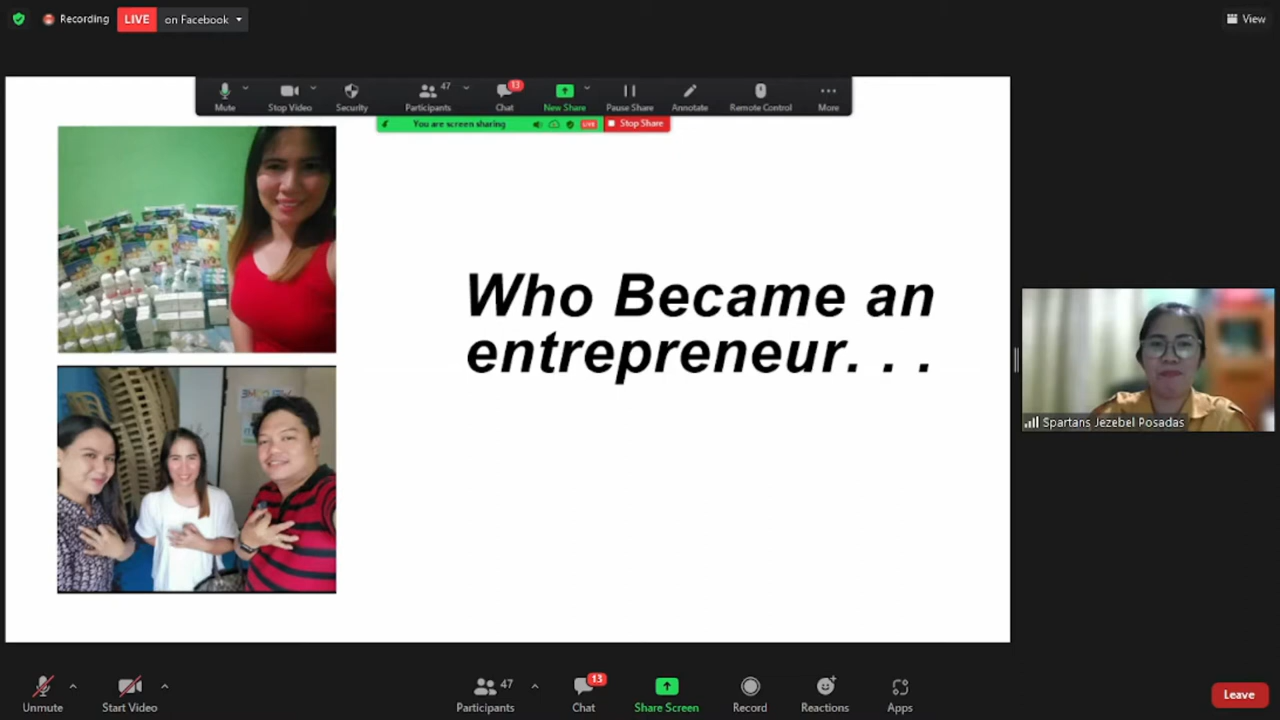 Recording
LIVE
on Facebook
View
Mute
Stop Video
Security
47
Participants
13
Chat
New Share
Pause Share
Annotate
Remote Control
More
You are screen sharing
LIVE
Stop Share
Who Became an
entrepreneur. . .
Spartans Jezebel Posadas
Unmute
Start Video
47
Participants
13
Chat
Share Screen
Record
Reactions
Apps
Leave